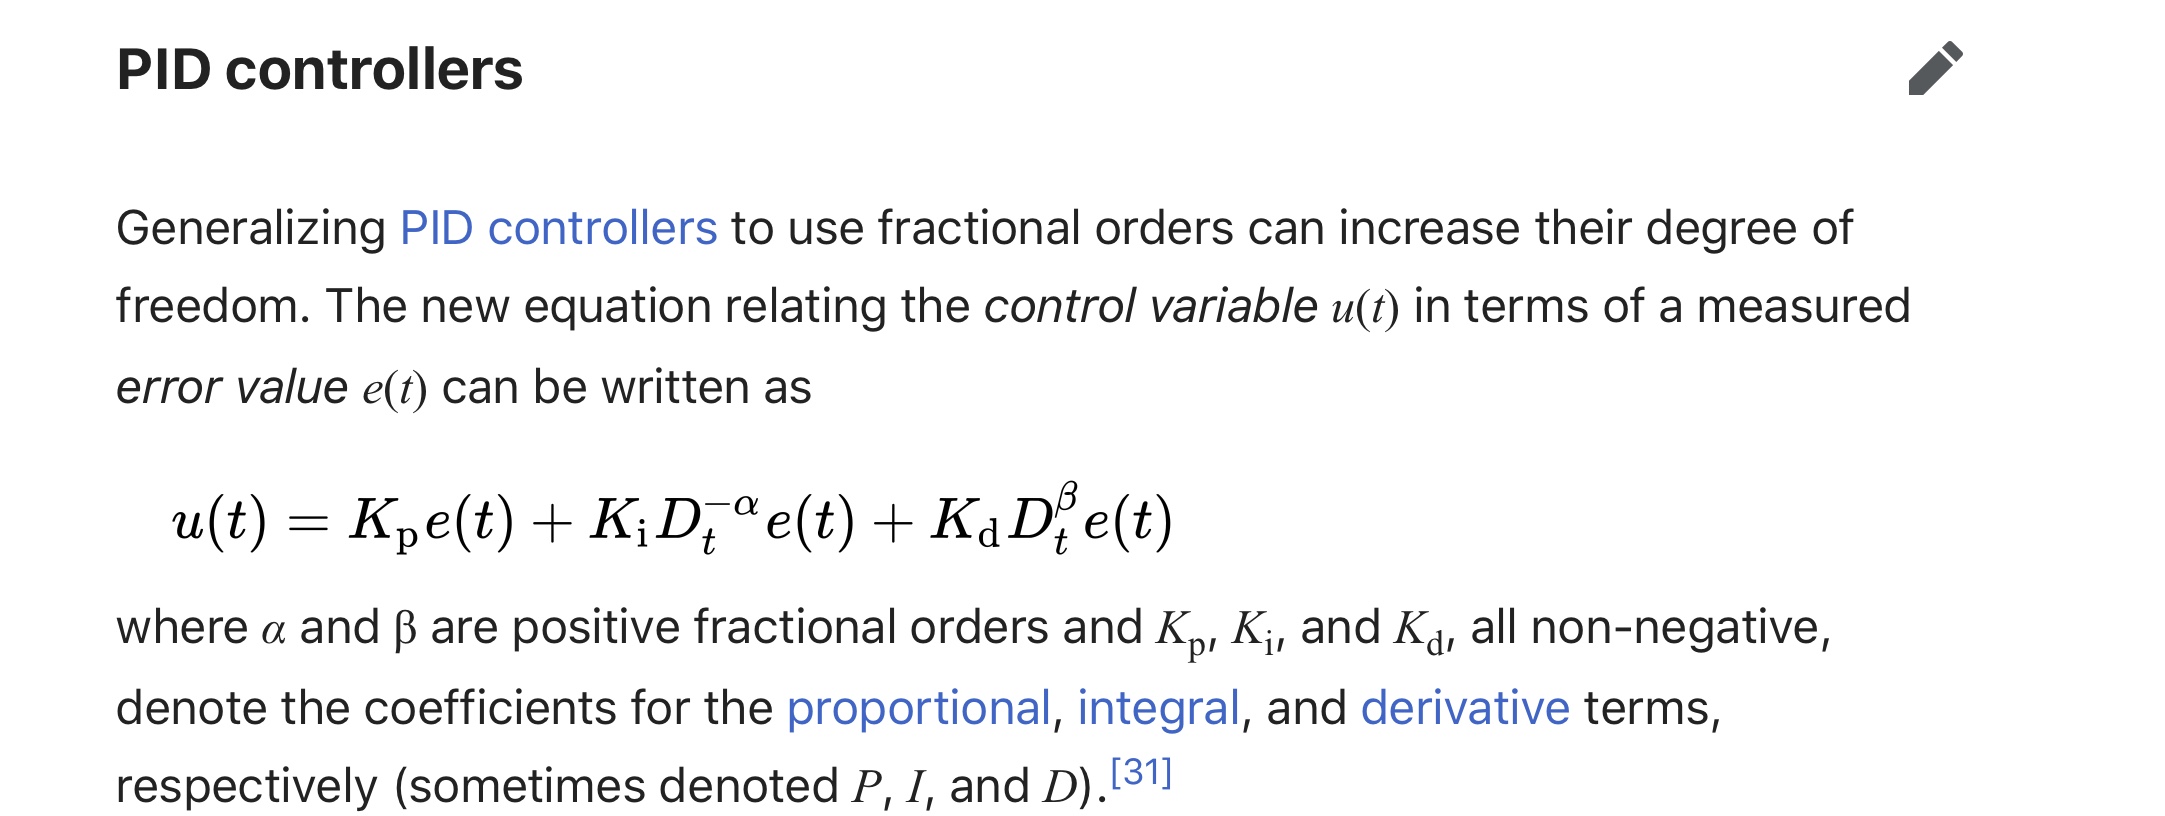 PID controllers
Generalizing PID controllers to use fractional orders can increase their degree of
freedom. The new equation relating the control variable u(t) in terms of a measured
error value e(t) can be written as
u(t) = K_p e(t) + K_i D_t^{-α} e(t) + K_d D_t^β e(t)
where α and β are positive fractional orders and K_p, K_i, and K_d, all non-negative,
denote the coefficients for the proportional, integral, and derivative terms,
respectively (sometimes denoted P, I, and D).[31]